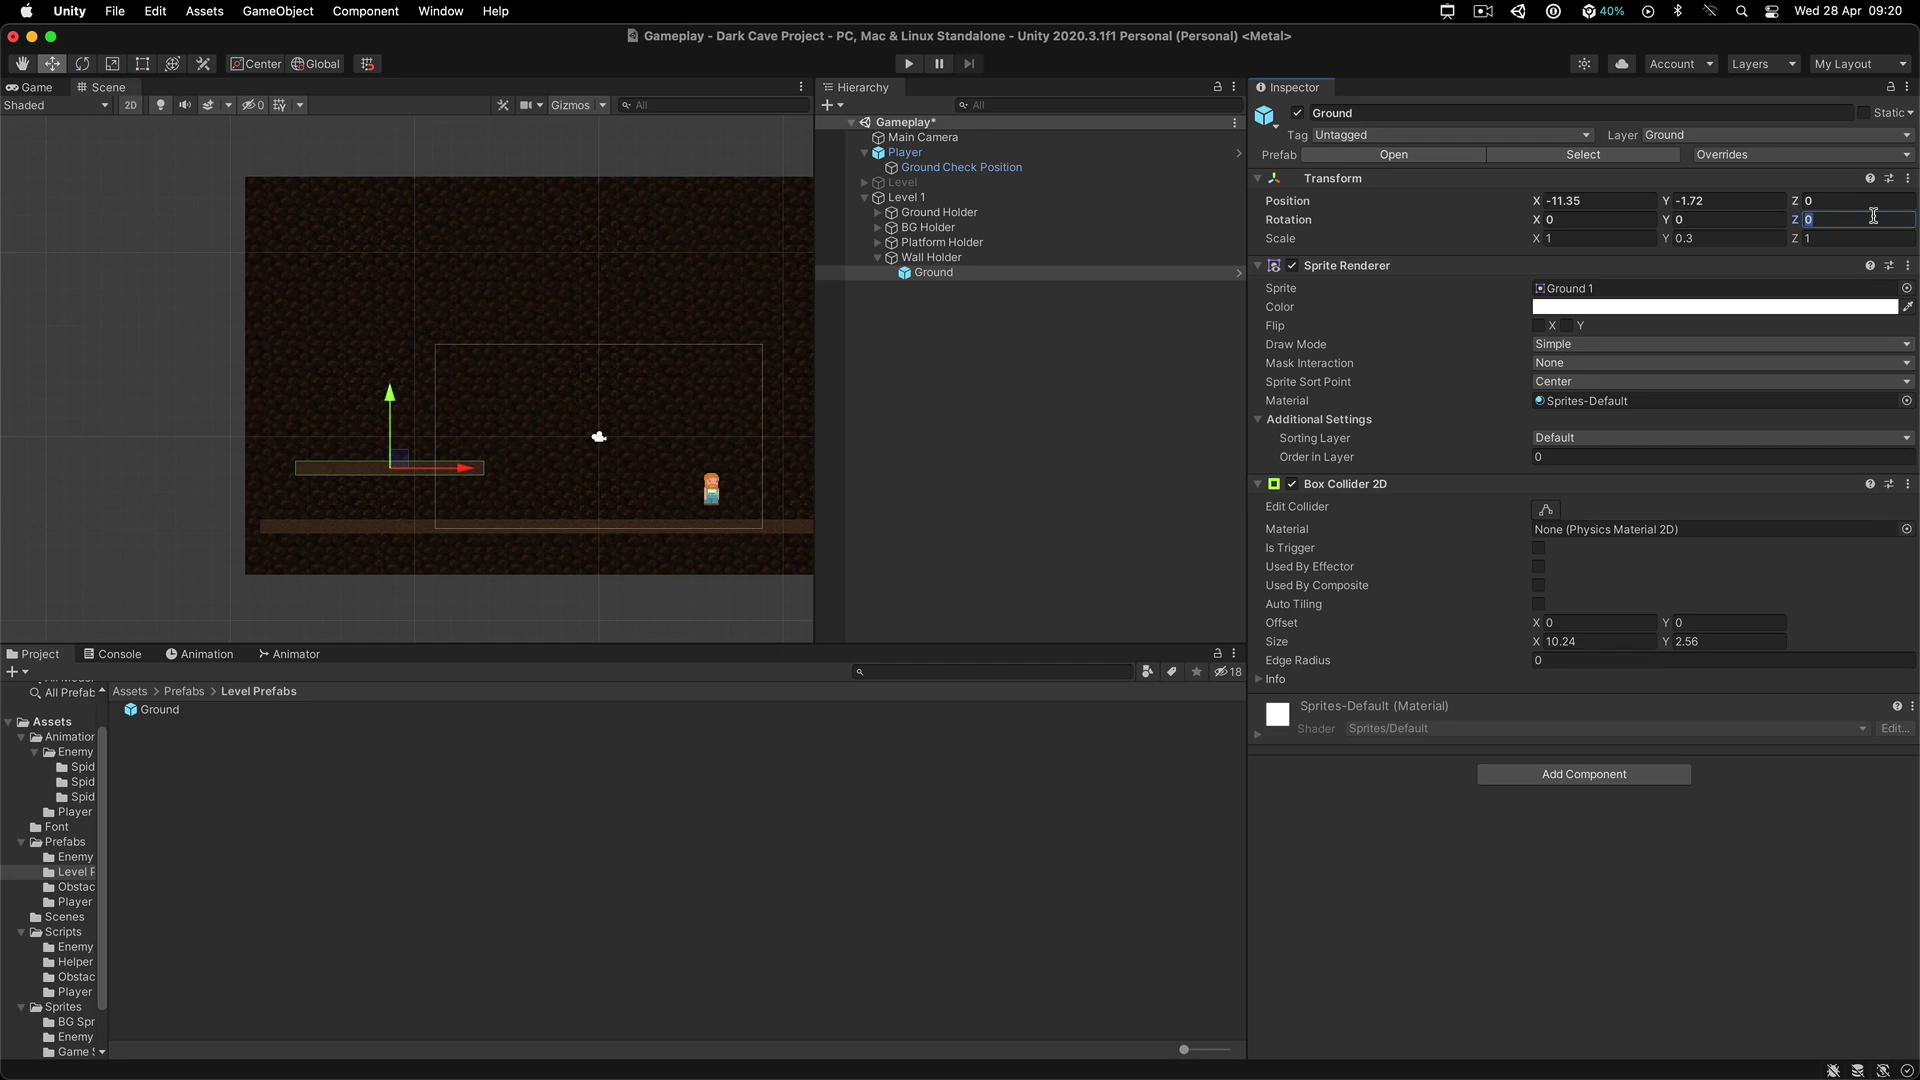 Unity File Edit Assets GameObject Component Window Help 40% Wed 28 Apr 09:20
Gameplay - Dark Cave Project - PC, Mac & Linux Standalone - Unity 2020.3.1f1 Personal (Personal) <Metal>
Center Global Account Layers My Layout
Game Scene
Shaded 2D 0 Gizmos All
Hierarchy
All
Gameplay*
Main Camera
Player
Ground Check Position
Level
Level 1
Ground Holder
BG Holder
Platform Holder
Wall Holder
Ground
Inspector
Ground Static
Tag Untagged Layer Ground
Prefab Open Select Overrides
Transform
Position X -11.35 Y -1.72 Z 0
Rotation X 0 Y 0 Z 0
Scale X 1 Y 0.3 Z 1
Sprite Renderer
Sprite Ground 1
Color
Flip X Y
Draw Mode Simple
Mask Interaction None
Sprite Sort Point Center
Material Sprites-Default
Additional Settings
Sorting Layer Default
Order in Layer 0
Box Collider 2D
Edit Collider
Material None (Physics Material 2D)
Is Trigger
Used By Effector
Used By Composite
Auto Tiling
Offset X 0 Y 0
Size X 10.24 Y 2.56
Edge Radius 0
Info
Sprites-Default (Material)
Shader Sprites/Default Edit...
Add Component
Project Console Animation Animator
18
All Prefab
Assets
Animation
Enemy
Spid
Spid
Spid
Player
Font
Prefabs
Enemy
Level P
Obstac
Player
Scenes
Scripts
Enemy
Helper
Obstac
Player
Sprites
BG Spr
Enemy
Game S
Assets > Prefabs > Level Prefabs
Ground